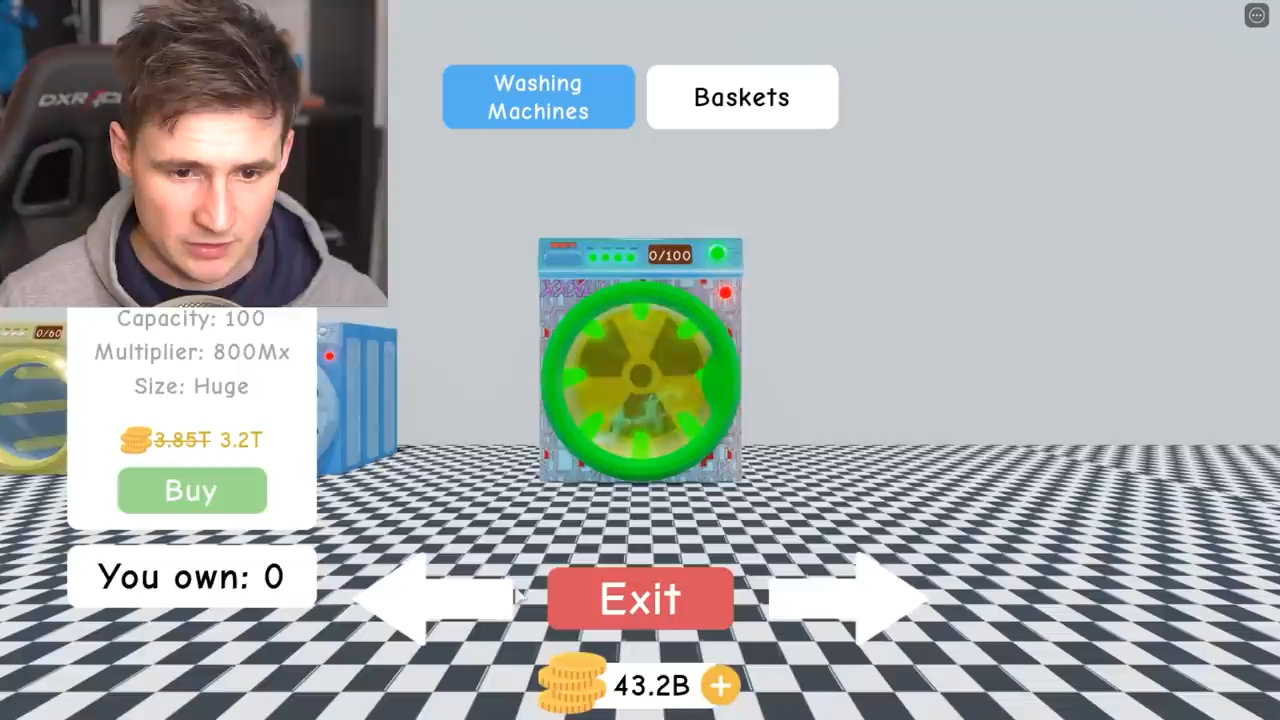 DXR
Washing
Machines
Baskets
0/100
0/60
Capacity: 100
Multiplier: 800Mx
Size: Huge
3.85T 3.2T
Buy
You own: 0
Exit
43.2B +